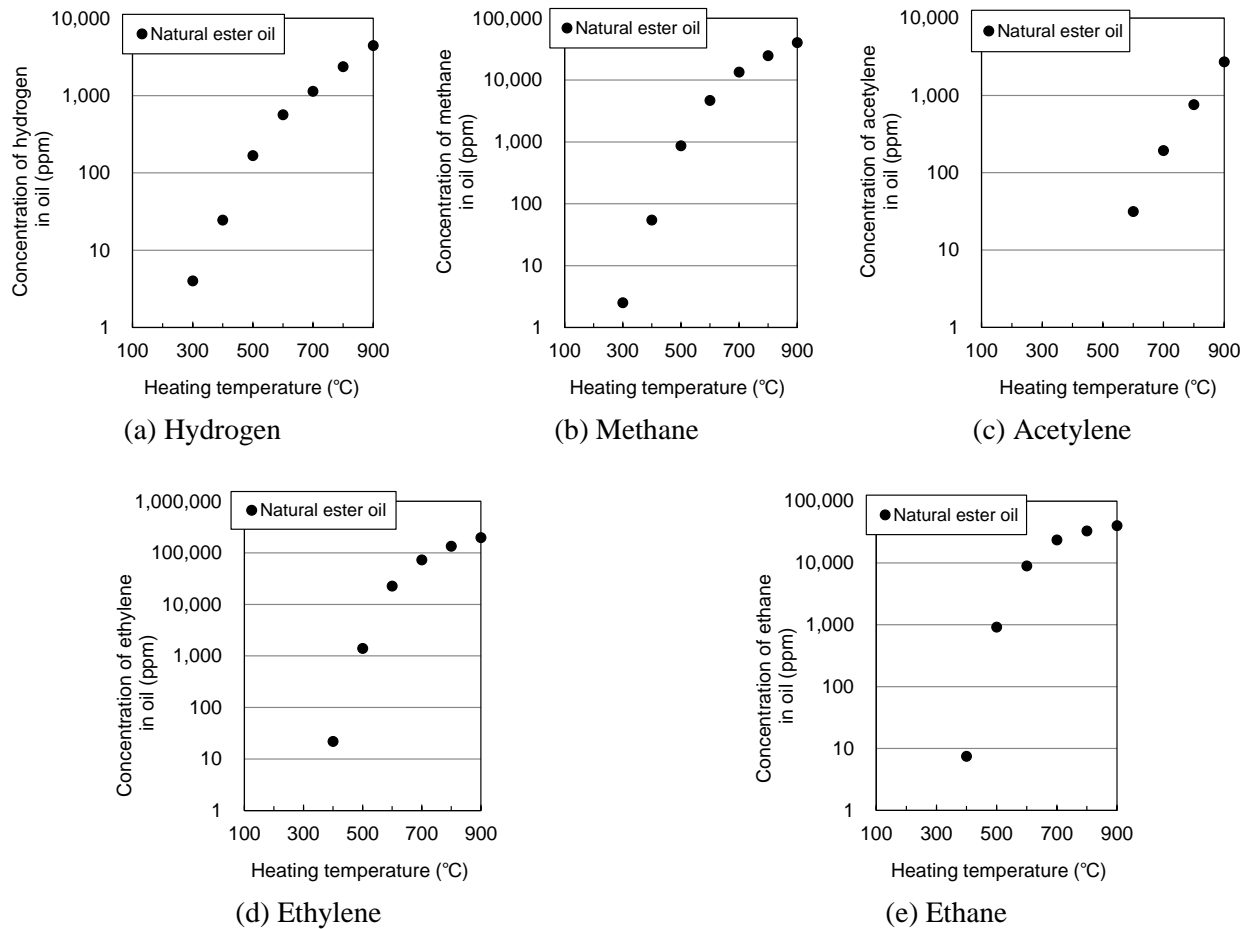 10,000
1,000
100
10
1
Concentration of hydrogen
in oil (ppm)
Natural ester oil
100 300 500 700 900
Heating temperature (°C)
(a) Hydrogen
100,000
10,000
1,000
100
10
1
Concentration of methane
in oil (ppm)
Natural ester oil
100 300 500 700 900
Heating temperature (°C)
(b) Methane
10,000
1,000
100
10
1
Concentration of acetylene
in oil (ppm)
Natural ester oil
100 300 500 700 900
Heating temperature (°C)
(c) Acetylene
1,000,000
100,000
10,000
1,000
100
10
1
Concentration of ethylene
in oil (ppm)
Natural ester oil
100 300 500 700 900
Heating temperature (°C)
(d) Ethylene
100,000
10,000
1,000
100
10
1
Concentration of ethane
in oil (ppm)
Natural ester oil
100 300 500 700 900
Heating temperature (°C)
(e) Ethane